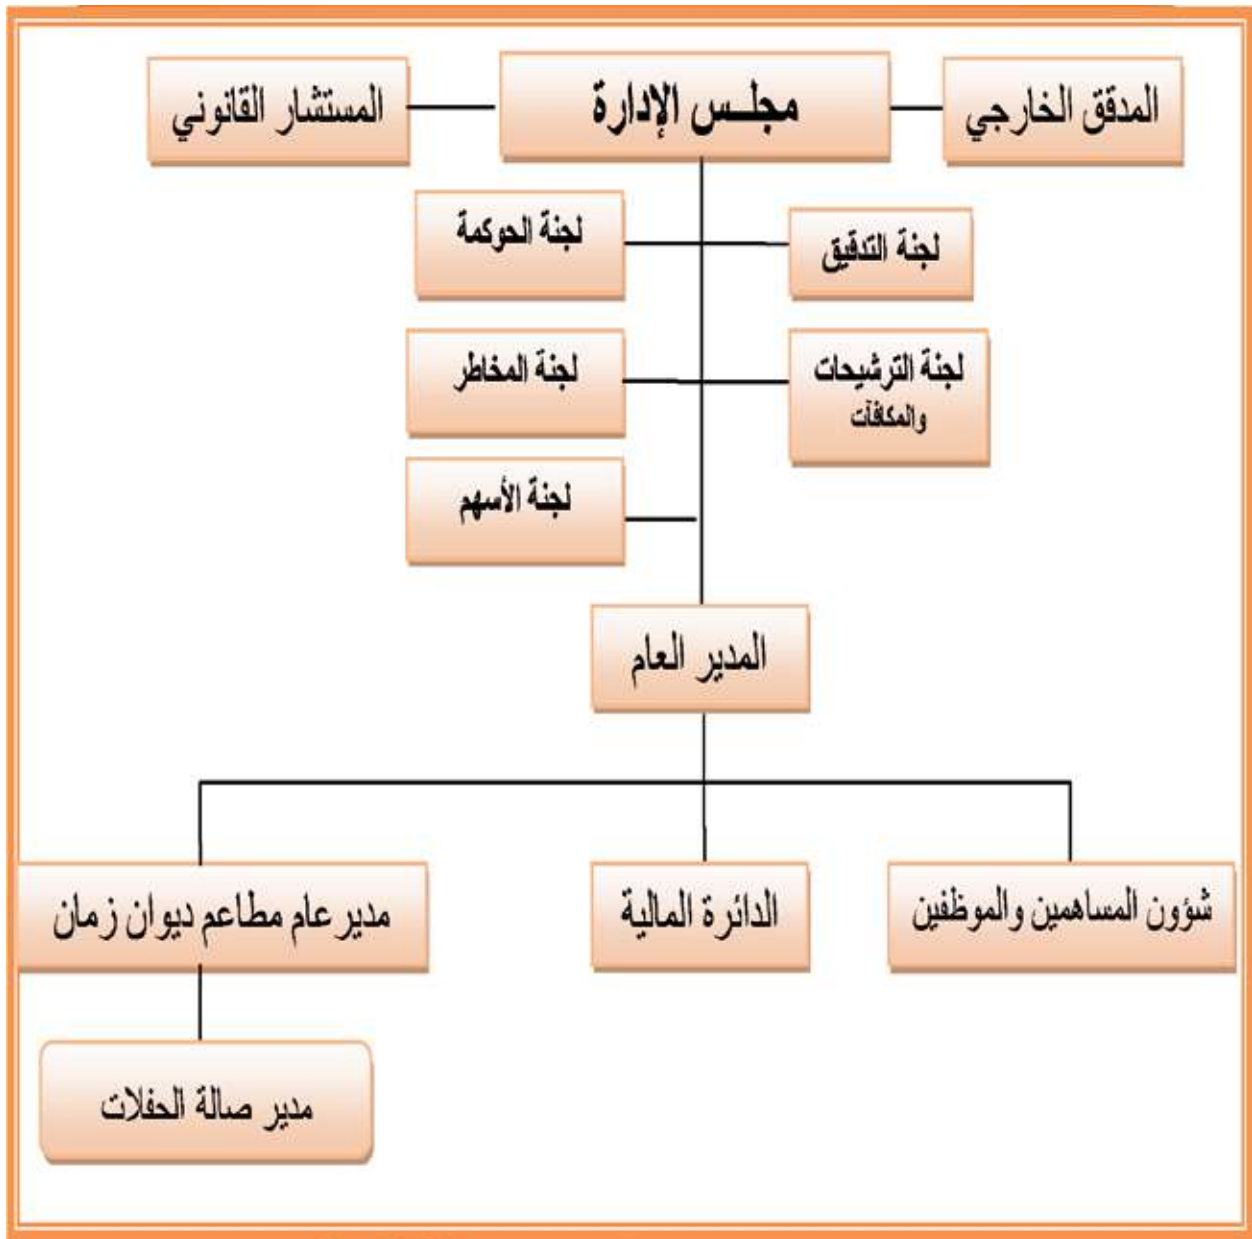 المدقق الخارجي
مجلس الإدارة
المستشار القانوني
لجنة التدقيق
لجنة الحوكمة
لجنة الترشيحات
والمكافآت
لجنة المخاطر
لجنة الأسهم
المدير العام
شؤون المساهمين والموظفين
الدائرة المالية
مدير عام مطاعم ديوان زمان
مدير صالة الحفلات